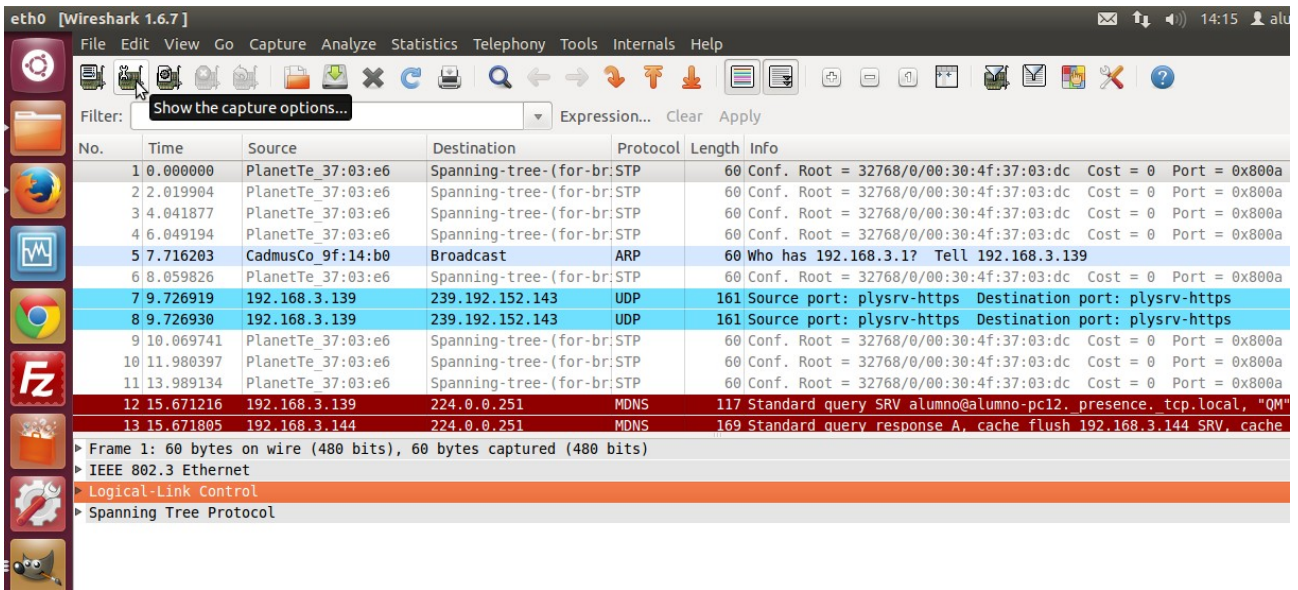 eth0 [Wireshark 1.6.7 ] 14:15 alu
File Edit View Go Capture Analyze Statistics Telephony Tools Internals Help
Show the capture options...
Filter: Expression... Clear Apply
No. Time Source Destination Protocol Length Info
1 0.000000 PlanetTe_37:03:e6 Spanning-tree-(for-br: STP 60 Conf. Root = 32768/0/00:30:4f:37:03:dc Cost = 0 Port = 0x800a
2 2.019904 PlanetTe_37:03:e6 Spanning-tree-(for-br: STP 60 Conf. Root = 32768/0/00:30:4f:37:03:dc Cost = 0 Port = 0x800a
3 4.041877 PlanetTe_37:03:e6 Spanning-tree-(for-br: STP 60 Conf. Root = 32768/0/00:30:4f:37:03:dc Cost = 0 Port = 0x800a
4 6.049194 PlanetTe_37:03:e6 Spanning-tree-(for-br: STP 60 Conf. Root = 32768/0/00:30:4f:37:03:dc Cost = 0 Port = 0x800a
5 7.716203 CadmusCo_9f:14:b0 Broadcast ARP 60 Who has 192.168.3.1? Tell 192.168.3.139
6 8.059826 PlanetTe_37:03:e6 Spanning-tree-(for-br: STP 60 Conf. Root = 32768/0/00:30:4f:37:03:dc Cost = 0 Port = 0x800a
7 9.726919 192.168.3.139 239.192.152.143 UDP 161 Source port: plysrv-https Destination port: plysrv-https
8 9.726930 192.168.3.139 239.192.152.143 UDP 161 Source port: plysrv-https Destination port: plysrv-https
9 10.069741 PlanetTe_37:03:e6 Spanning-tree-(for-br: STP 60 Conf. Root = 32768/0/00:30:4f:37:03:dc Cost = 0 Port = 0x800a
10 11.980397 PlanetTe_37:03:e6 Spanning-tree-(for-br: STP 60 Conf. Root = 32768/0/00:30:4f:37:03:dc Cost = 0 Port = 0x800a
11 13.989134 PlanetTe_37:03:e6 Spanning-tree-(for-br: STP 60 Conf. Root = 32768/0/00:30:4f:37:03:dc Cost = 0 Port = 0x800a
12 15.671216 192.168.3.139 224.0.0.251 MDNS 117 Standard query SRV alumno@alumno-pc12._presence._tcp.local, "QM"
13 15.671805 192.168.3.144 224.0.0.251 MDNS 169 Standard query response A, cache flush 192.168.3.144 SRV, cache
Frame 1: 60 bytes on wire (480 bits), 60 bytes captured (480 bits)
IEEE 802.3 Ethernet
Logical-Link Control
Spanning Tree Protocol
Fz